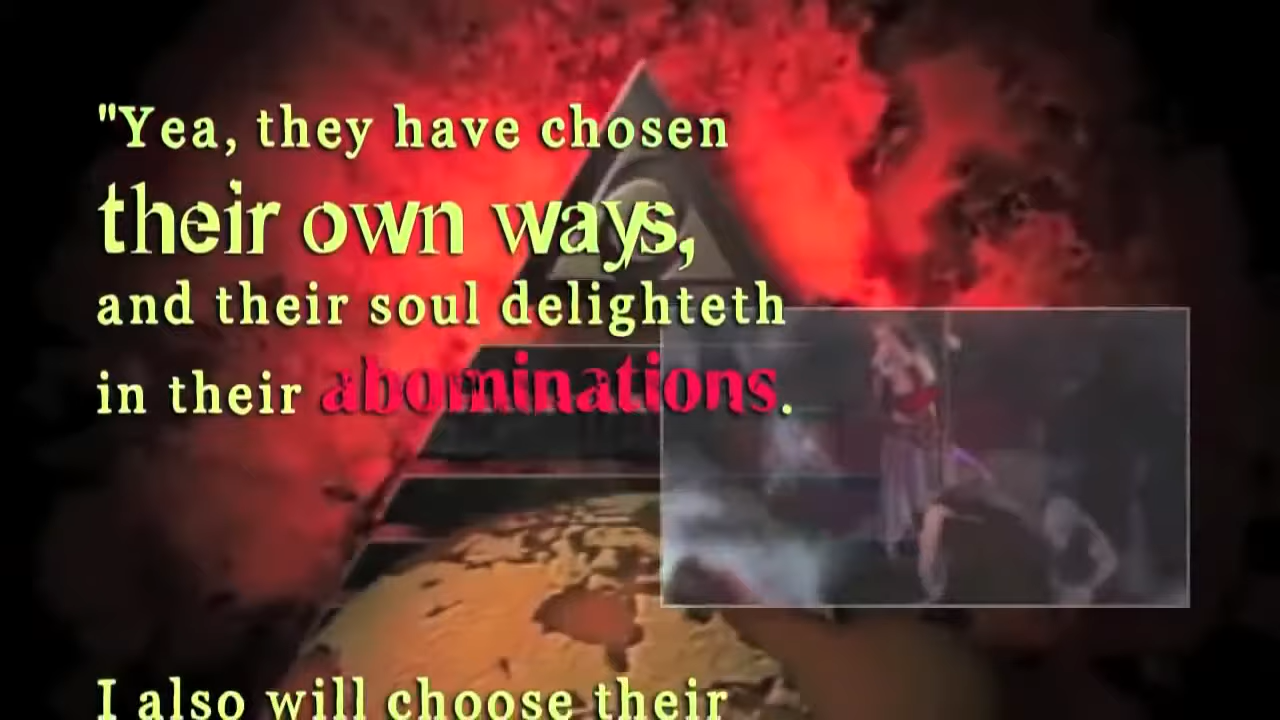 "Yea, they have chosen
their own ways,
and their soul delighteth
in their abominations.
I also will choose their